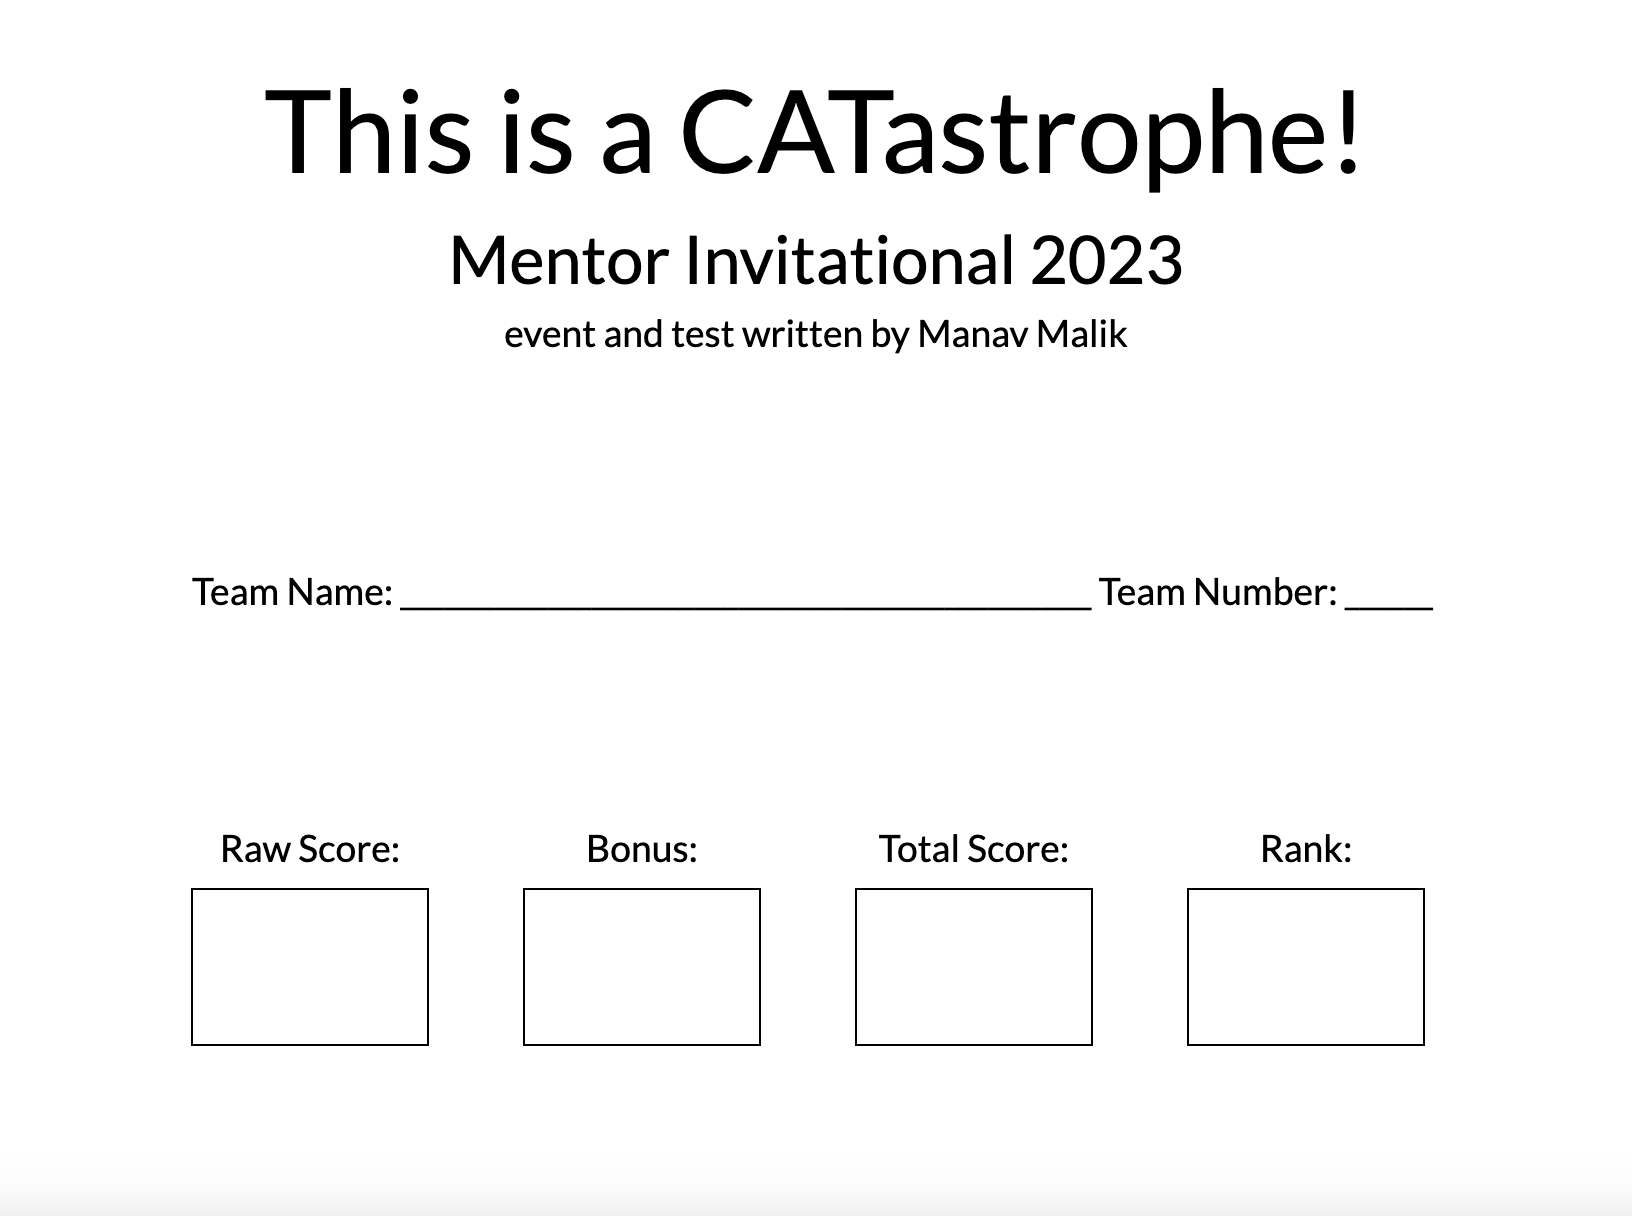 This is a CATastrophe!
Mentor Invitational 2023
event and test written by Manav Malik
Team Name: ______________________________________ Team Number: _____
Raw Score: Bonus: Total Score: Rank: